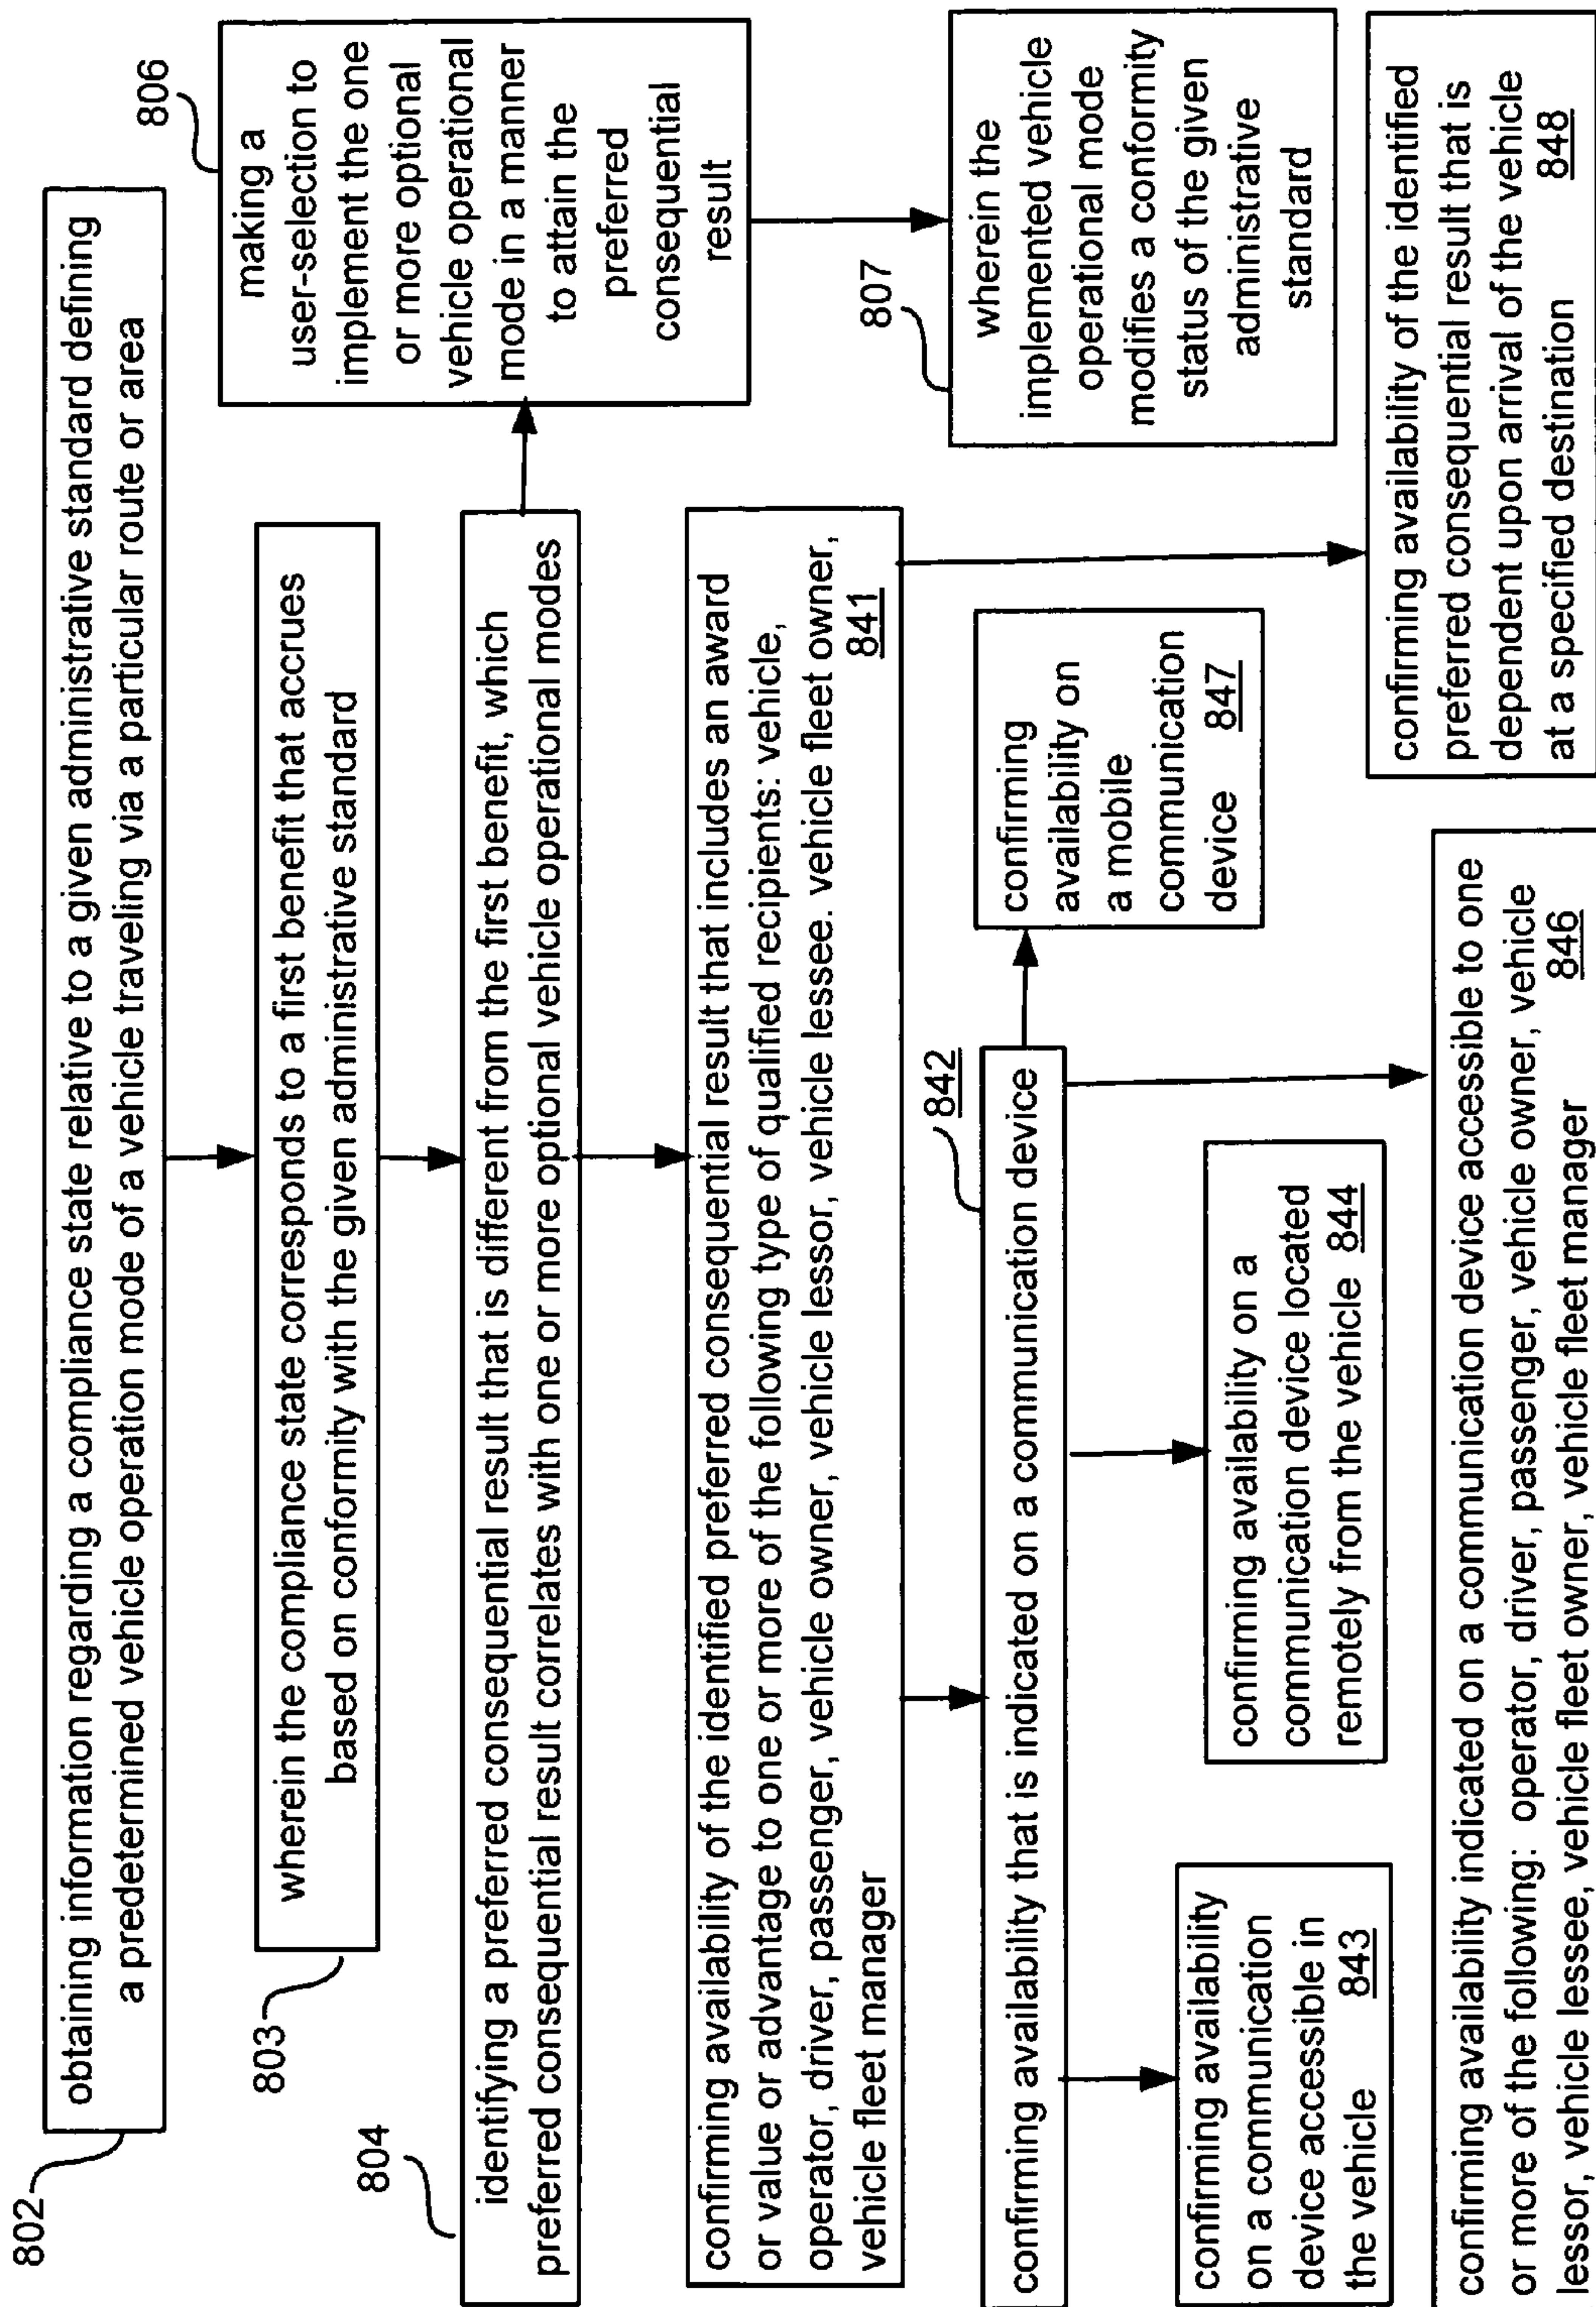 802
obtaining information regarding a compliance state relative to a given administrative standard defining
a predetermined vehicle operation mode of a vehicle traveling via a particular route or area
803
wherein the compliance state corresponds to a first benefit that accrues
based on conformity with the given administrative standard
804
identifying a preferred consequential result that is different from the first benefit, which
preferred consequential result correlates with one or more optional vehicle operational modes
806
making a
user-selection to
implement the one
or more optional
vehicle operational
mode in a manner
to attain the
preferred
consequential
result
807
wherein the
implemented vehicle
operational mode
modifies a conformity
status of the given
administrative
standard
confirming availability of the identified preferred consequential result that includes an award
or value or advantage to one or more of the following type of qualified recipients: vehicle,
operator, driver, passenger, vehicle owner, vehicle lessor, vehicle lessee. vehicle fleet owner,
vehicle fleet manager 841
842
confirming availability that is indicated on a communication device
confirming availability
on a communication
device accessible in
the vehicle 843
confirming availability on a
communication device located
remotely from the vehicle 844
confirming
availability on
a mobile
communication
device 847
confirming availability indicated on a communication device accessible to one
or more of the following: operator, driver, passenger, vehicle owner, vehicle
lessor, vehicle lessee, vehicle fleet owner, vehicle fleet manager 846
confirming availability of the identified
preferred consequential result that is
dependent upon arrival of the vehicle
at a specified destination 848